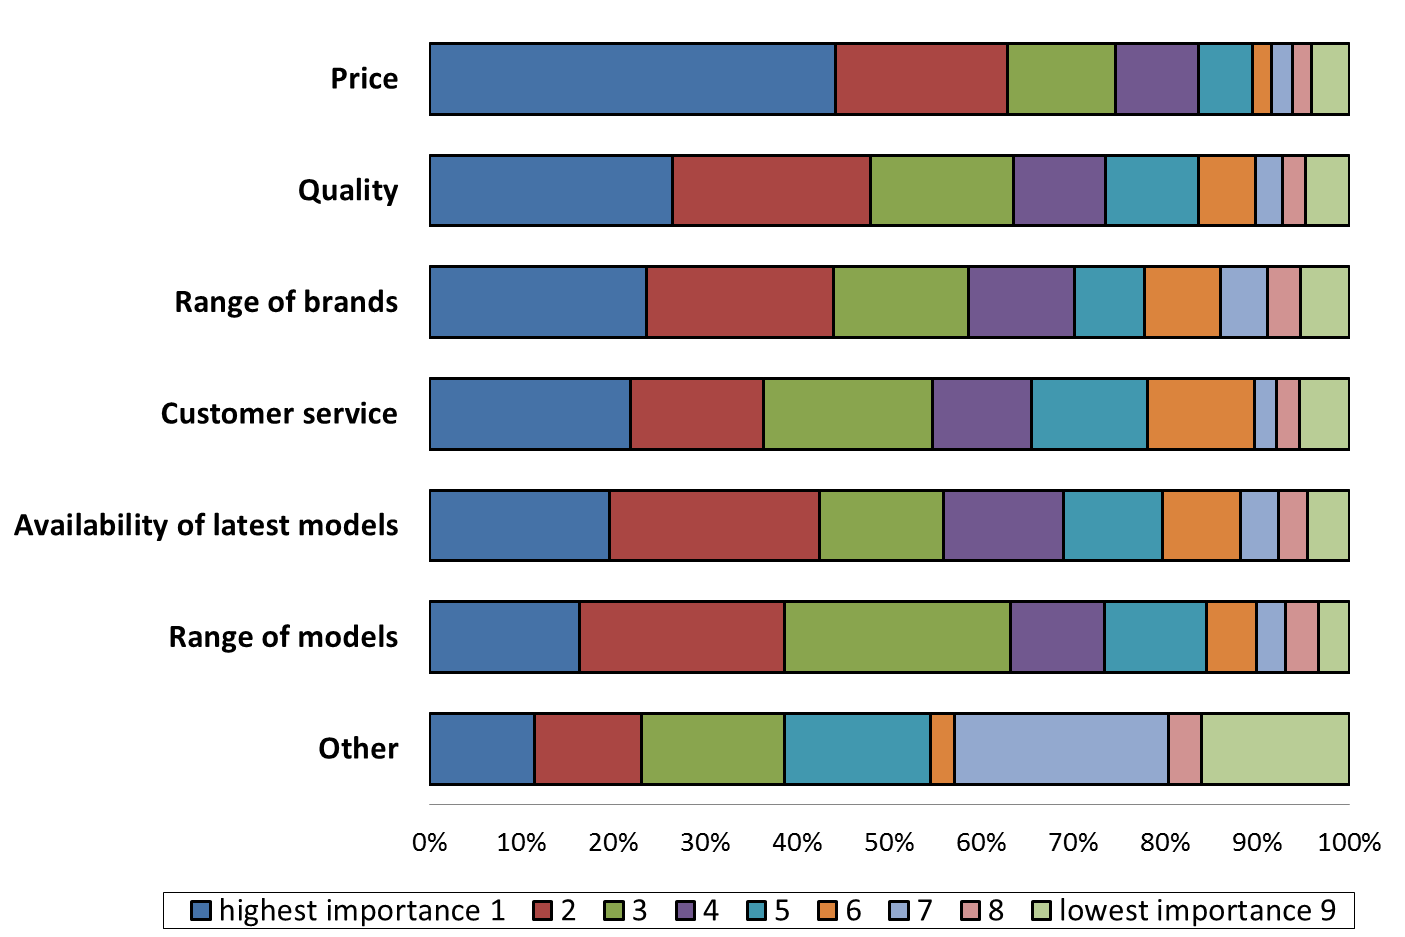 Price
Quality
Range of brands
Customer service
Availability of latest models
Range of models
Other
0% 10% 20% 30% 40% 50% 60% 70% 80% 90% 100%
highest importance 1 2 3 4 5 6 7 8 lowest importance 9